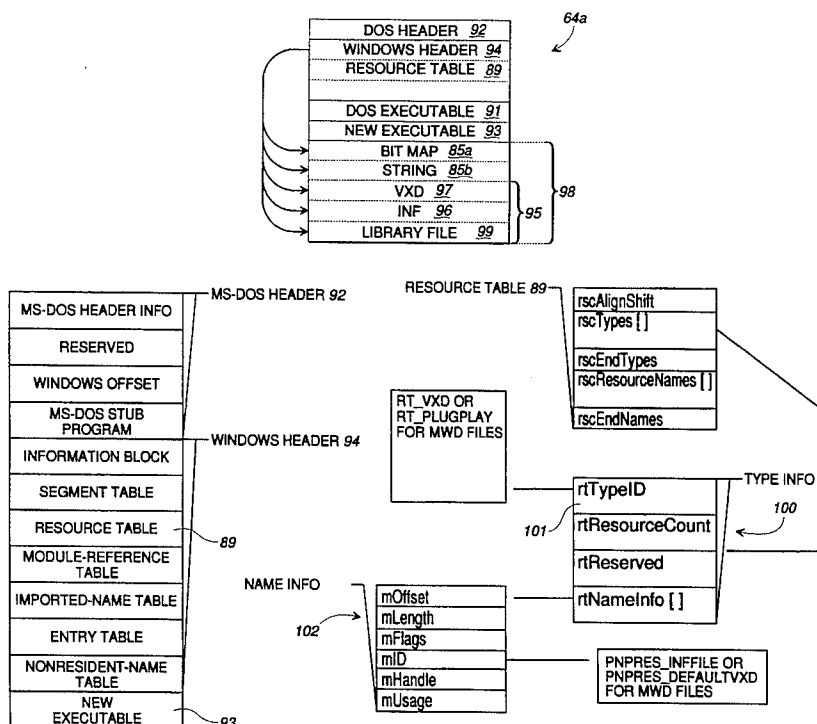 64a
DOS HEADER 92
WINDOWS HEADER 94
RESOURCE TABLE 89
DOS EXECUTABLE 91
NEW EXECUTABLE 93
BIT MAP 85a
STRING 85b
VXD 97
INF 96
LIBRARY FILE 99
95
98
MS-DOS HEADER INFO
RESERVED
WINDOWS OFFSET
MS-DOS STUB
PROGRAM
INFORMATION BLOCK
SEGMENT TABLE
RESOURCE TABLE
MODULE-REFERENCE
TABLE
IMPORTED-NAME TABLE
ENTRY TABLE
NONRESIDENT-NAME
TABLE
NEW
EXECUTABLE
MS-DOS HEADER 92
WINDOWS HEADER 94
89
93
RESOURCE TABLE 89
rscAlignShift
rscTypes [ ]
rscEndTypes
rscResourceNames [ ]
rscEndNames
RT_VXD OR
RT_PLUGPLAY
FOR MWD FILES
TYPE INFO
100
101
rtTypeID
rtResourceCount
rtReserved
rtNameInfo [ ]
NAME INFO
102
mOffset
mLength
mFlags
mID
mHandle
mUsage
PNPRES_INFFILE OR
PNPRES_DEFAULTVXD
FOR MWD FILES